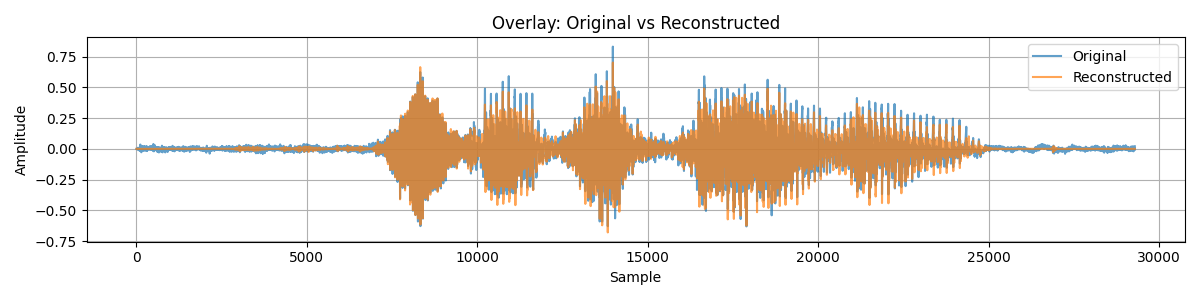 Overlay: Original vs Reconstructed
Original
Reconstructed
0.75
0.50
0.25
0.00
−0.25
−0.50
−0.75
Amplitude
0 5000 10000 15000 20000 25000 30000
Sample